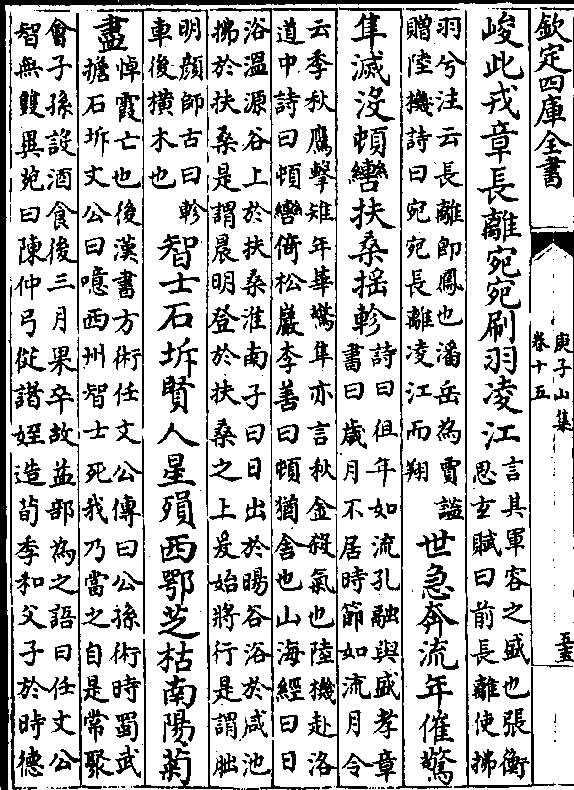 欽定四庫全書
庾子山集
卷十五
峻此戎章長離宛宛刷羽凌江
言其軍容之盛也張衡
思玄賦曰前長離使拂
羽兮注云長離即鳳也潘岳為賈謐
贈陸機詩曰宛宛長離凌江而翔
世急奔流年催驚
隼滅沒頓轡扶桑揺軫
詩曰但年如流孔融與盛孝章
書曰歲月不居時節如流月令
云季秋鷹擊雉年華驚隼亦言秋金殺氣也陸機赴洛
道中詩曰頓轡倚松巖李善曰頓猶舍也山海經曰日
浴溫源谷上於扶桑淮南子曰日出於暘谷浴於咸池
拂於扶桑是謂晨明登於扶桑之上爰始將行是謂朏
明顔師古曰軫
車後橫木也
智士石坼賢人星殞西鄂芝枯南陽菊
盡
悼霞亡也後漢書方術任文公傳曰公孫術時蜀武
擔石坼文公曰噫西州智士死我乃當之自是常聚
會子孫設酒食後三月果卒故益部為之語曰任文公
智無雙異苑曰陳仲弓從諸姪造荀季和父子於時德